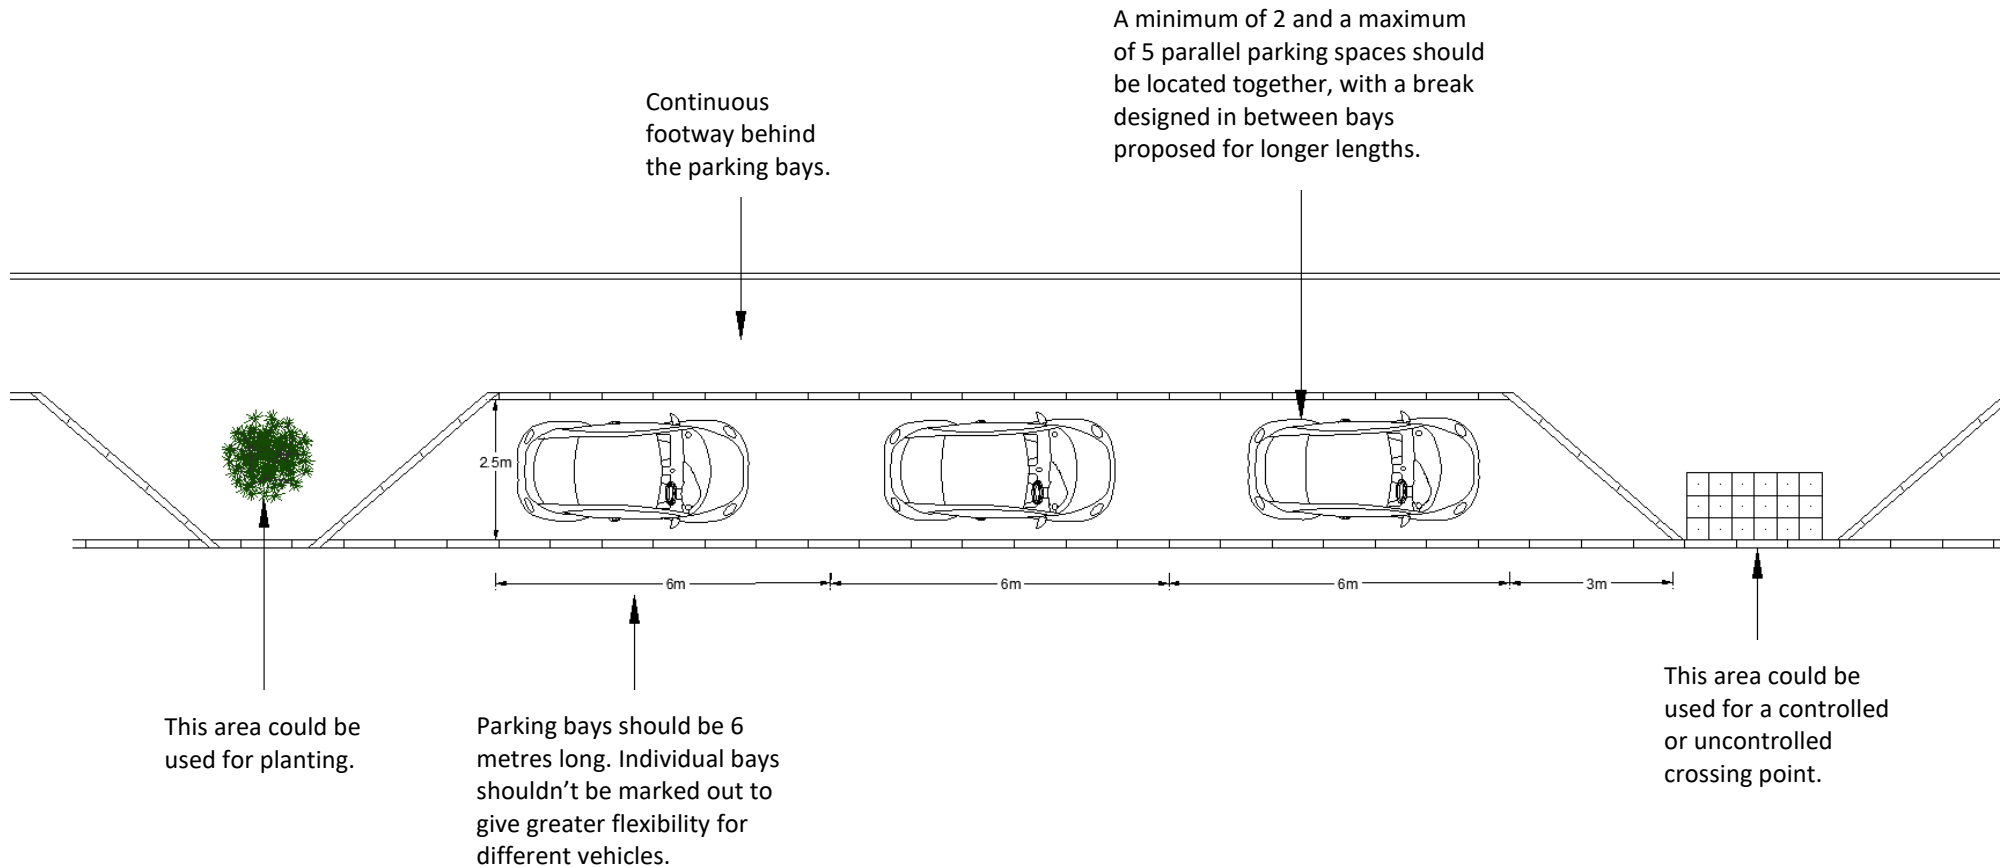 A minimum of 2 and a maximum
of 5 parallel parking spaces should
be located together, with a break
designed in between bays
proposed for longer lengths.
Continuous
footway behind
the parking bays.
2.5m
6m
6m
6m
3m
This area could be
used for planting.
Parking bays should be 6
metres long. Individual bays
shouldn’t be marked out to
give greater flexibility for
different vehicles.
This area could be
used for a controlled
or uncontrolled
crossing point.